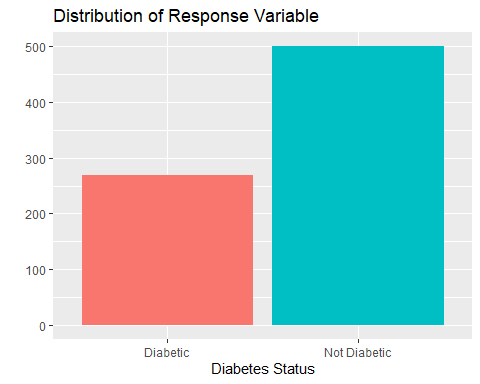 Distribution of Response Variable
500
400
300
200
100
0
Diabetic
Not Diabetic
Diabetes Status